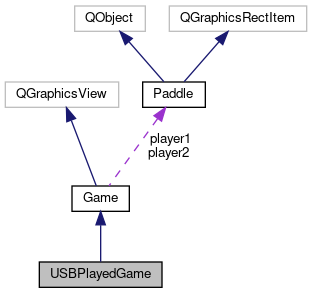 QObject
QGraphicsRectItem
QGraphicsView
Paddle
player1
player2
Game
USBPlayedGame